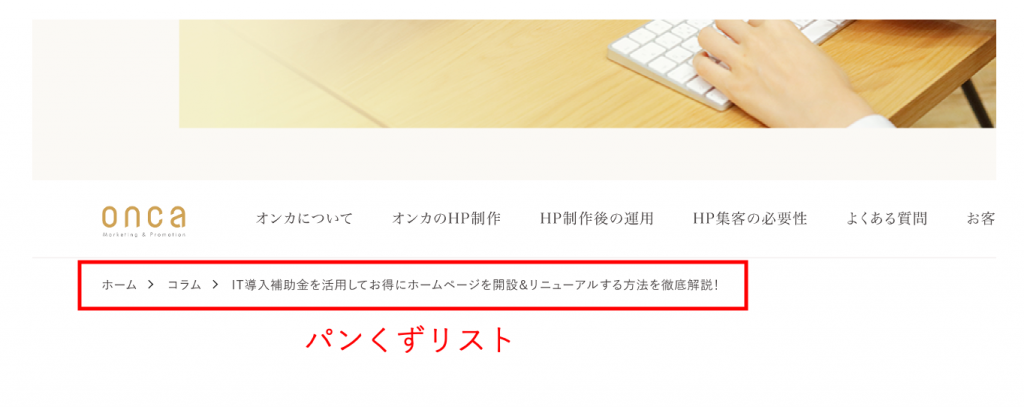 onca
Marketing & Promotion
オンカについて オンカのHP制作 HP制作後の運用 HP集客の必要性 よくある質問 お客
ホーム > コラム > IT導入補助金を活用してお得にホームページを開設&リニューアルする方法を徹底解説!
パンくずリスト